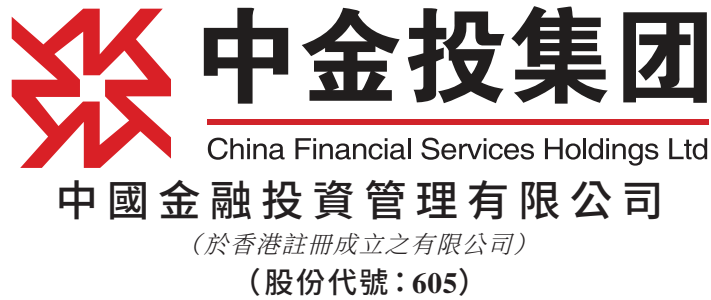 中金投集团
China Financial Services Holdings Ltd
中國金融投資管理有限公司
（於香港註冊成立之有限公司）
（股份代號：605）